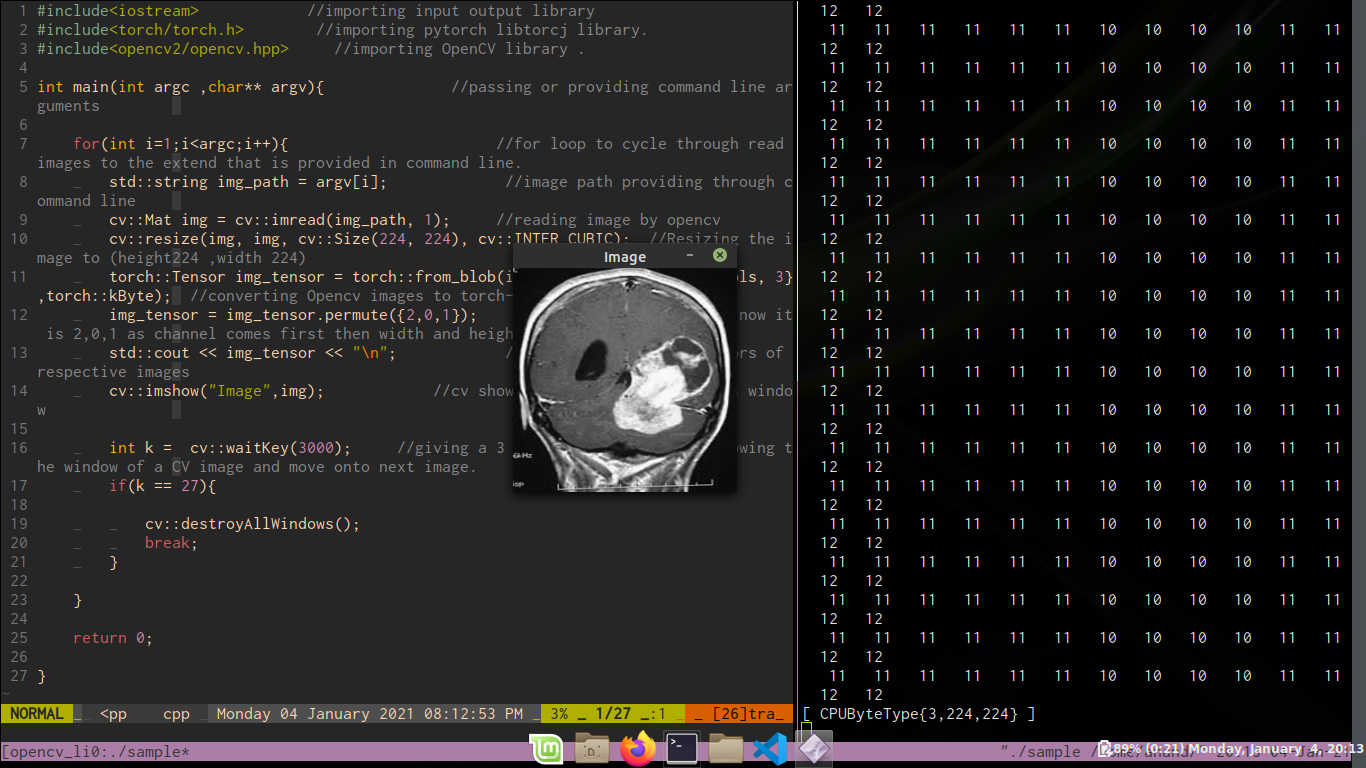 1 #include<iostream> //importing input output library
2 #include<torch/torch.h> //importing pytorch libtorcj library.
3 #include<opencv2/opencv.hpp> //importing OpenCV library .
4
5 int main(int argc ,char** argv){ //passing or providing command line ar
guments
6
7 for(int i=1;i<argc;i++){ //for loop to cycle through read
images to the extend that is provided in command line.
8 _ std::string img_path = argv[i]; //image path providing through c
ommand line
9 _ cv::Mat img = cv::imread(img_path, 1); //reading image by opencv
10 _ cv::resize(img, img, cv::Size(224, 224), cv::INTER_CUBIC); //Resizing the i
mage to (height224 ,width 224)
11 _ torch::Tensor img_tensor = torch::from_blob(i ls, 3}
,torch::kByte); //converting Opencv images to torch-
12 _ img_tensor = img_tensor.permute({2,0,1}); now it
is 2,0,1 as channel comes first then width and heigh
13 _ std::cout << img_tensor << "\n"; / rs of
respective images
14 _ cv::imshow("Image",img); //cv show windo
w
15
16 _ int k = cv::waitKey(3000); //giving a 3 wing t
he window of a CV image and move onto next image.
17 _ if(k == 27){
18
19 _ _ cv::destroyAllWindows();
20 _ _ break;
21 _ }
22
23 }
24
25 return 0;
26
27 }
~
Image
NORMAL _ <pp cpp _ Monday 04 January 2021 08:12:53 PM _ 3% _ 1/27 _:1 _ [26]tra_
[opencv_li0:./sample*
12 12
11 11 11 11 11 11 10 10 10 10 11 11
12 12
11 11 11 11 11 11 10 10 10 10 11 11
12 12
11 11 11 11 11 11 10 10 10 10 11 11
12 12
11 11 11 11 11 11 10 10 10 10 11 11
12 12
11 11 11 11 11 11 10 10 10 10 11 11
12 12
11 11 11 11 11 11 10 10 10 10 11 11
12 12
11 11 11 11 11 11 10 10 10 10 11 11
12 12
11 11 11 11 11 11 10 10 10 10 11 11
12 12
11 11 11 11 11 11 10 10 10 10 11 11
12 12
11 11 11 11 11 11 10 10 10 10 11 11
12 12
11 11 11 11 11 11 10 10 10 10 11 11
12 12
11 11 11 11 11 11 10 10 10 10 11 11
12 12
11 11 11 11 11 11 10 10 10 10 11 11
12 12
11 11 11 11 11 11 10 10 10 10 11 11
12 12
11 11 11 11 11 11 10 10 10 10 11 11
12 12
11 11 11 11 11 11 10 10 10 10 11 11
12 12
11 11 11 11 11 11 10 10 10 10 11 11
12 12
11 11 11 11 11 11 10 10 10 10 11 11
12 12
[ CPUByteType{3,224,224} ]
"./sample
89% (0:21) Monday, January 4, 20:13